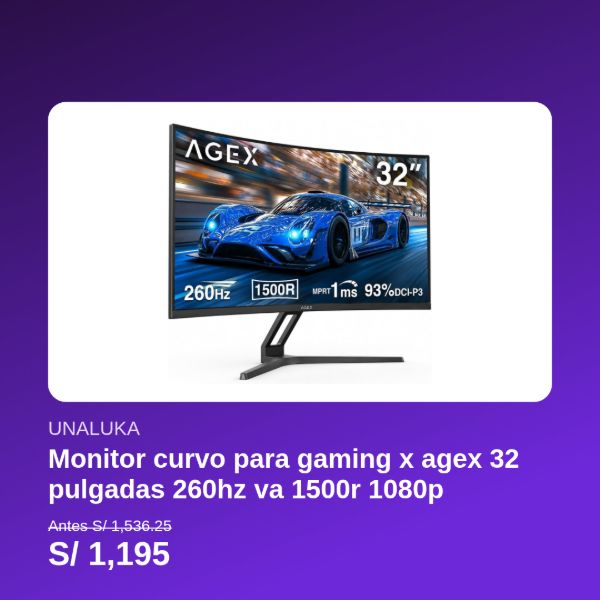 AGEX
32”
260Hz
1500R
MPRT 1ms
93% DCI-P3
AGEX
UNALUKA
Monitor curvo para gaming x agex 32
pulgadas 260hz va 1500r 1080p
Antes S/ 1,536.25
S/ 1,195